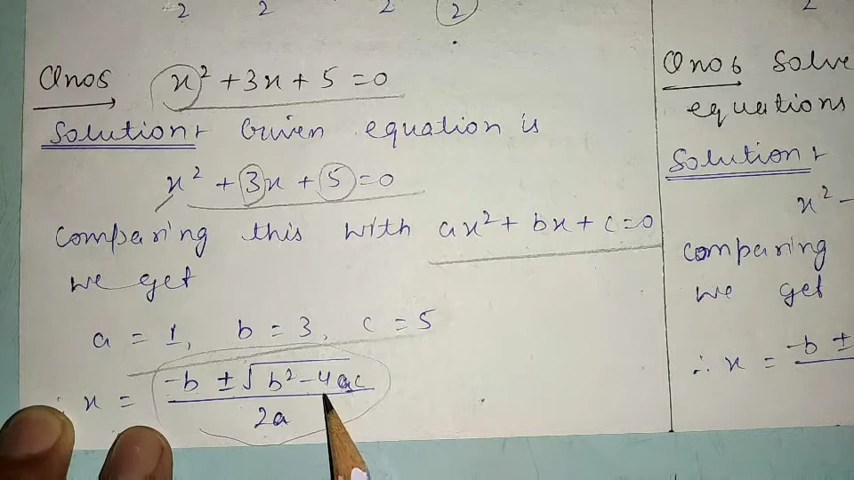 2 2 2 2 2
Qno5 x² + 3x + 5 = 0
Solution:- Given equation is
x² + 3x + 5 = 0
Comparing this with ax² + bx + c = 0
we get
a = 1, b = 3, c = 5
∴ x = -b ± √b² - 4ac
2a
Qno6 Solve
equations
Solution:-
x² -
Comparing
we get
∴ x = -b ±